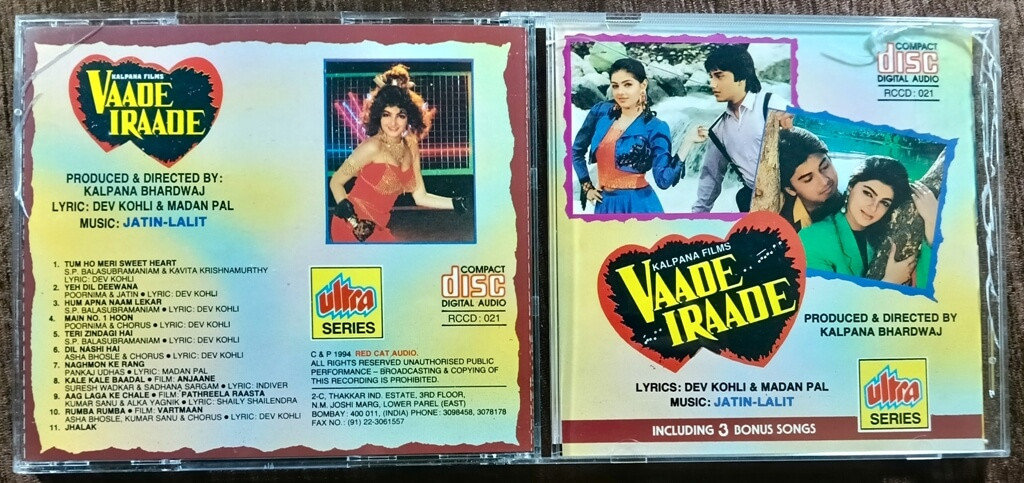 KALPANA FILMS
VAADE
IRAADE
PRODUCED & DIRECTED BY:
KALPANA BHARDWAJ
LYRIC: DEV KOHLI & MADAN PAL
MUSIC: JATIN-LALIT
1. TUM HO MERI SWEET HEART
S.P. BALASUBRAMANIAM & KAVITA KRISHNAMURTHY
LYRIC: DEV KOHLI
2. YEH DIL DEEWANA
POORNIMA & JATIN ● LYRIC: DEV KOHLI
3. HUM APNA NAAM LEKAR
S.P. BALASUBRAMANIAM ● LYRIC: DEV KOHLI
4. MAIN NO. 1 HOON
POORNIMA & CHORUS ● LYRIC: DEV KOHLI
5. TERI ZINDAGI HAI
S.P. BALASUBRAMANIAM ● LYRIC: DEV KOHLI
6. DIL NASHI HAI
ASHA BHOSLE & CHORUS ● LYRIC: DEV KOHLI
7. NAGHMON KE RANG
PANKAJ UDHAS ● LYRIC: MADAN PAL
8. KALE KALE BAADAL ● FILM: ANJAANE
SURESH WADKAR & SADHANA SARGAM ● LYRIC: INDIVER
9. AAG LAGA KE CHALE ● FILM: PATHREELA RAASTA
KUMAR SANU & ALKA YAGNIK ● LYRIC: SHAILY SHAILENDRA
10. RUMBA RUMBA ● FILM: VARTMAAN
ASHA BHOSLE, KUMAR SANU & CHORUS ● LYRIC: DEV KOHLI
11. JHALAK
ultra
SERIES
COMPACT
disc
DIGITAL AUDIO
RCCD : 021
C & P 1994 RED CAT AUDIO.
ALL RIGHTS RESERVED UNAUTHORISED PUBLIC
PERFORMANCE – BROADCASTING & COPYING OF
THIS RECORDING IS PROHIBITED.
2-C, THAKKAR IND. ESTATE, 3RD FLOOR,
N.M. JOSHI MARG, LOWER PAREL (EAST)
BOMBAY: 400 011, (INDIA) PHONE : 3098458, 3078178
FAX NO.: (91) 22-3061557
COMPACT
disc
DIGITAL AUDIO
RCCD : 021
KALPANA FILMS
VAADE
IRAADE
PRODUCED & DIRECTED BY
KALPANA BHARDWAJ
LYRICS: DEV KOHLI & MADAN PAL
MUSIC: JATIN-LALIT
ultra
SERIES
INCLUDING 3 BONUS SONGS